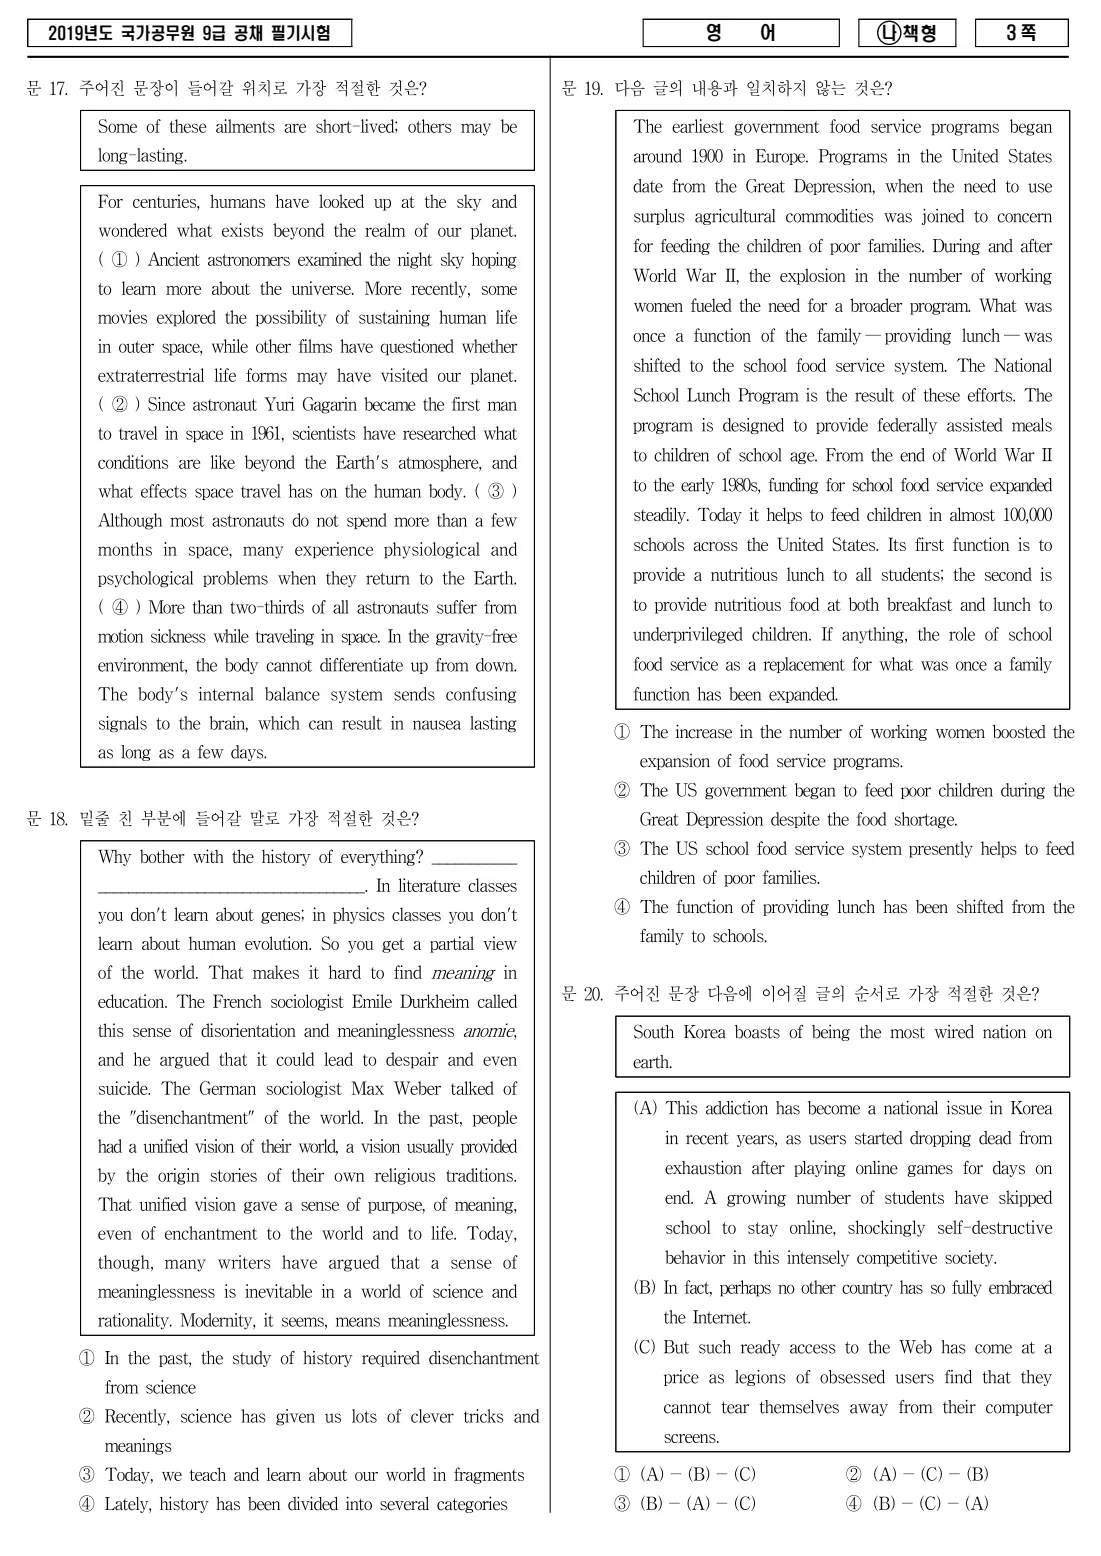 2019년도 국가공무원 9급 공채 필기시험
영 어
㉯책형
3쪽
문 17. 주어진 문장이 들어갈 위치로 가장 적절한 것은?
Some of these ailments are short-lived; others may be
long-lasting.
For centuries, humans have looked up at the sky and
wondered what exists beyond the realm of our planet.
( ① ) Ancient astronomers examined the night sky hoping
to learn more about the universe. More recently, some
movies explored the possibility of sustaining human life
in outer space, while other films have questioned whether
extraterrestrial life forms may have visited our planet.
( ② ) Since astronaut Yuri Gagarin became the first man
to travel in space in 1961, scientists have researched what
conditions are like beyond the Earth's atmosphere, and
what effects space travel has on the human body. ( ③ )
Although most astronauts do not spend more than a few
months in space, many experience physiological and
psychological problems when they return to the Earth.
( ④ ) More than two-thirds of all astronauts suffer from
motion sickness while traveling in space. In the gravity-free
environment, the body cannot differentiate up from down.
The body's internal balance system sends confusing
signals to the brain, which can result in nausea lasting
as long as a few days.
문 18. 밑줄 친 부분에 들어갈 말로 가장 적절한 것은?
Why bother with the history of everything? __________
______________________________. In literature classes
you don't learn about genes; in physics classes you don't
learn about human evolution. So you get a partial view
of the world. That makes it hard to find meaning in
education. The French sociologist Emile Durkheim called
this sense of disorientation and meaninglessness anomie,
and he argued that it could lead to despair and even
suicide. The German sociologist Max Weber talked of
the "disenchantment" of the world. In the past, people
had a unified vision of their world, a vision usually provided
by the origin stories of their own religious traditions.
That unified vision gave a sense of purpose, of meaning,
even of enchantment to the world and to life. Today,
though, many writers have argued that a sense of
meaninglessness is inevitable in a world of science and
rationality. Modernity, it seems, means meaninglessness.
① In the past, the study of history required disenchantment
from science
② Recently, science has given us lots of clever tricks and
meanings
③ Today, we teach and learn about our world in fragments
④ Lately, history has been divided into several categories
문 19. 다음 글의 내용과 일치하지 않는 것은?
The earliest government food service programs began
around 1900 in Europe. Programs in the United States
date from the Great Depression, when the need to use
surplus agricultural commodities was joined to concern
for feeding the children of poor families. During and after
World War II, the explosion in the number of working
women fueled the need for a broader program. What was
once a function of the family — providing lunch — was
shifted to the school food service system. The National
School Lunch Program is the result of these efforts. The
program is designed to provide federally assisted meals
to children of school age. From the end of World War II
to the early 1980s, funding for school food service expanded
steadily. Today it helps to feed children in almost 100,000
schools across the United States. Its first function is to
provide a nutritious lunch to all students; the second is
to provide nutritious food at both breakfast and lunch to
underprivileged children. If anything, the role of school
food service as a replacement for what was once a family
function has been expanded.
① The increase in the number of working women boosted the
expansion of food service programs.
② The US government began to feed poor children during the
Great Depression despite the food shortage.
③ The US school food service system presently helps to feed
children of poor families.
④ The function of providing lunch has been shifted from the
family to schools.
문 20. 주어진 문장 다음에 이어질 글의 순서로 가장 적절한 것은?
South Korea boasts of being the most wired nation on
earth.
(A) This addiction has become a national issue in Korea
in recent years, as users started dropping dead from
exhaustion after playing online games for days on
end. A growing number of students have skipped
school to stay online, shockingly self-destructive
behavior in this intensely competitive society.
(B) In fact, perhaps no other country has so fully embraced
the Internet.
(C) But such ready access to the Web has come at a
price as legions of obsessed users find that they
cannot tear themselves away from their computer
screens.
① (A) - (B) - (C) ② (A) - (C) - (B)
③ (B) - (A) - (C) ④ (B) - (C) - (A)